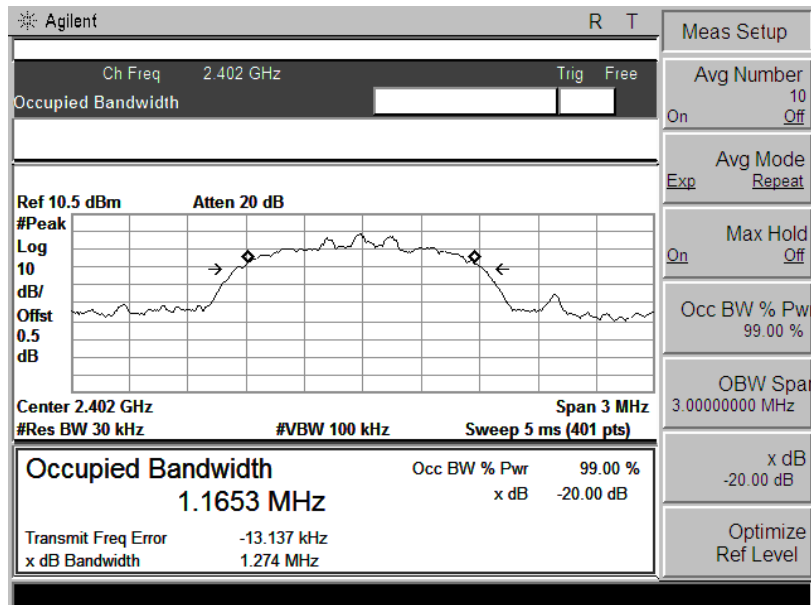 Agilent R T
Ch Freq 2.402 GHz Trig Free
Occupied Bandwidth
Ref 10.5 dBm Atten 20 dB
#Peak
Log
10
dB/
Offst
0.5
dB
Center 2.402 GHz Span 3 MHz
#Res BW 30 kHz #VBW 100 kHz Sweep 5 ms (401 pts)
Occupied Bandwidth
1.1653 MHz
Occ BW % Pwr 99.00 %
x dB -20.00 dB
Transmit Freq Error -13.137 kHz
x dB Bandwidth 1.274 MHz
Meas Setup
Avg Number
10
On Off
Avg Mode
Exp Repeat
Max Hold
On Off
Occ BW % Pwr
99.00 %
OBW Spar
3.00000000 MHz
x dB
-20.00 dB
Optimize
Ref Level